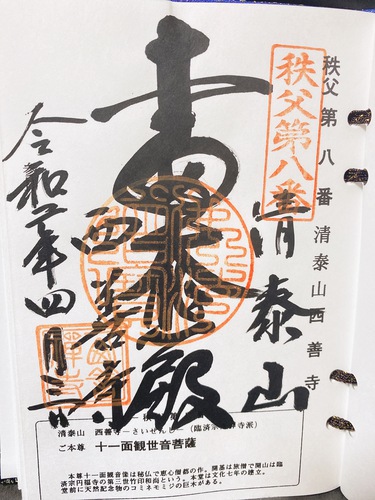 秩父第八番清泰山西善寺
秩父第八番
清泰山
殿
西善寺
令和二年四月三日
清泰山 西善寺 ーさいぜんじー (臨済宗南禅寺派)
ご本尊 十一面観世音菩薩
本尊十一面観音像は秘仏で恵心僧都の作。開基は旅僧で開山は臨
済宗円福寺の第三世竹印和尚という。本堂は文化七年の建立。
堂前に天然記念物のコミネモミジの巨木がある。